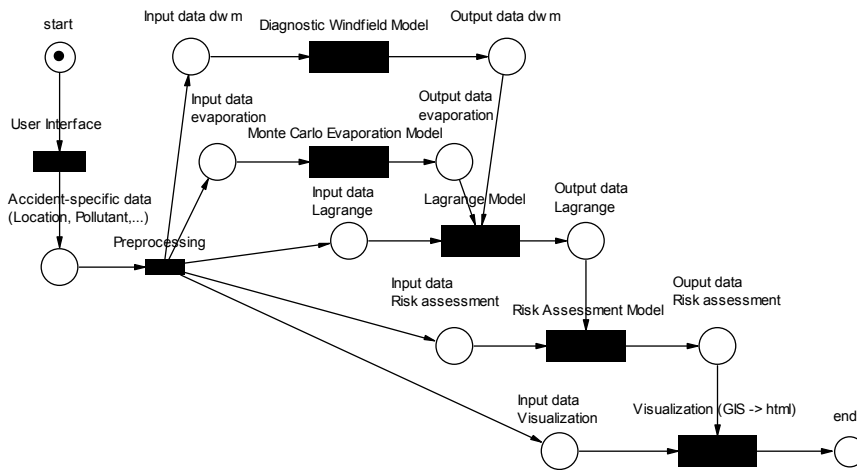 start
Input data dwm
Diagnostic Windfield Model
Output data dwm
Input data
evaporation
Output data
evaporation
User Interface
Monte Carlo Evaporation Model
Accident-specific data
(Location, Pollutant,...)
Input data
Lagrange
Lagrange Model
Output data
Lagrange
Preprocessing
Input data
Risk assessment
Risk Assessment Model
Ouput data
Risk assessment
Input data
Visualization
Visualization (GIS -> html)
end